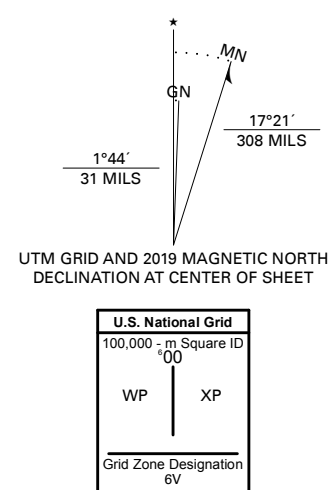 ★
MN
GN
17°21´
308 MILS
1°44´
31 MILS
UTM GRID AND 2019 MAGNETIC NORTH
DECLINATION AT CENTER OF SHEET
U.S. National Grid
100,000 - m Square ID
⁶00
WP XP
Grid Zone Designation
6V